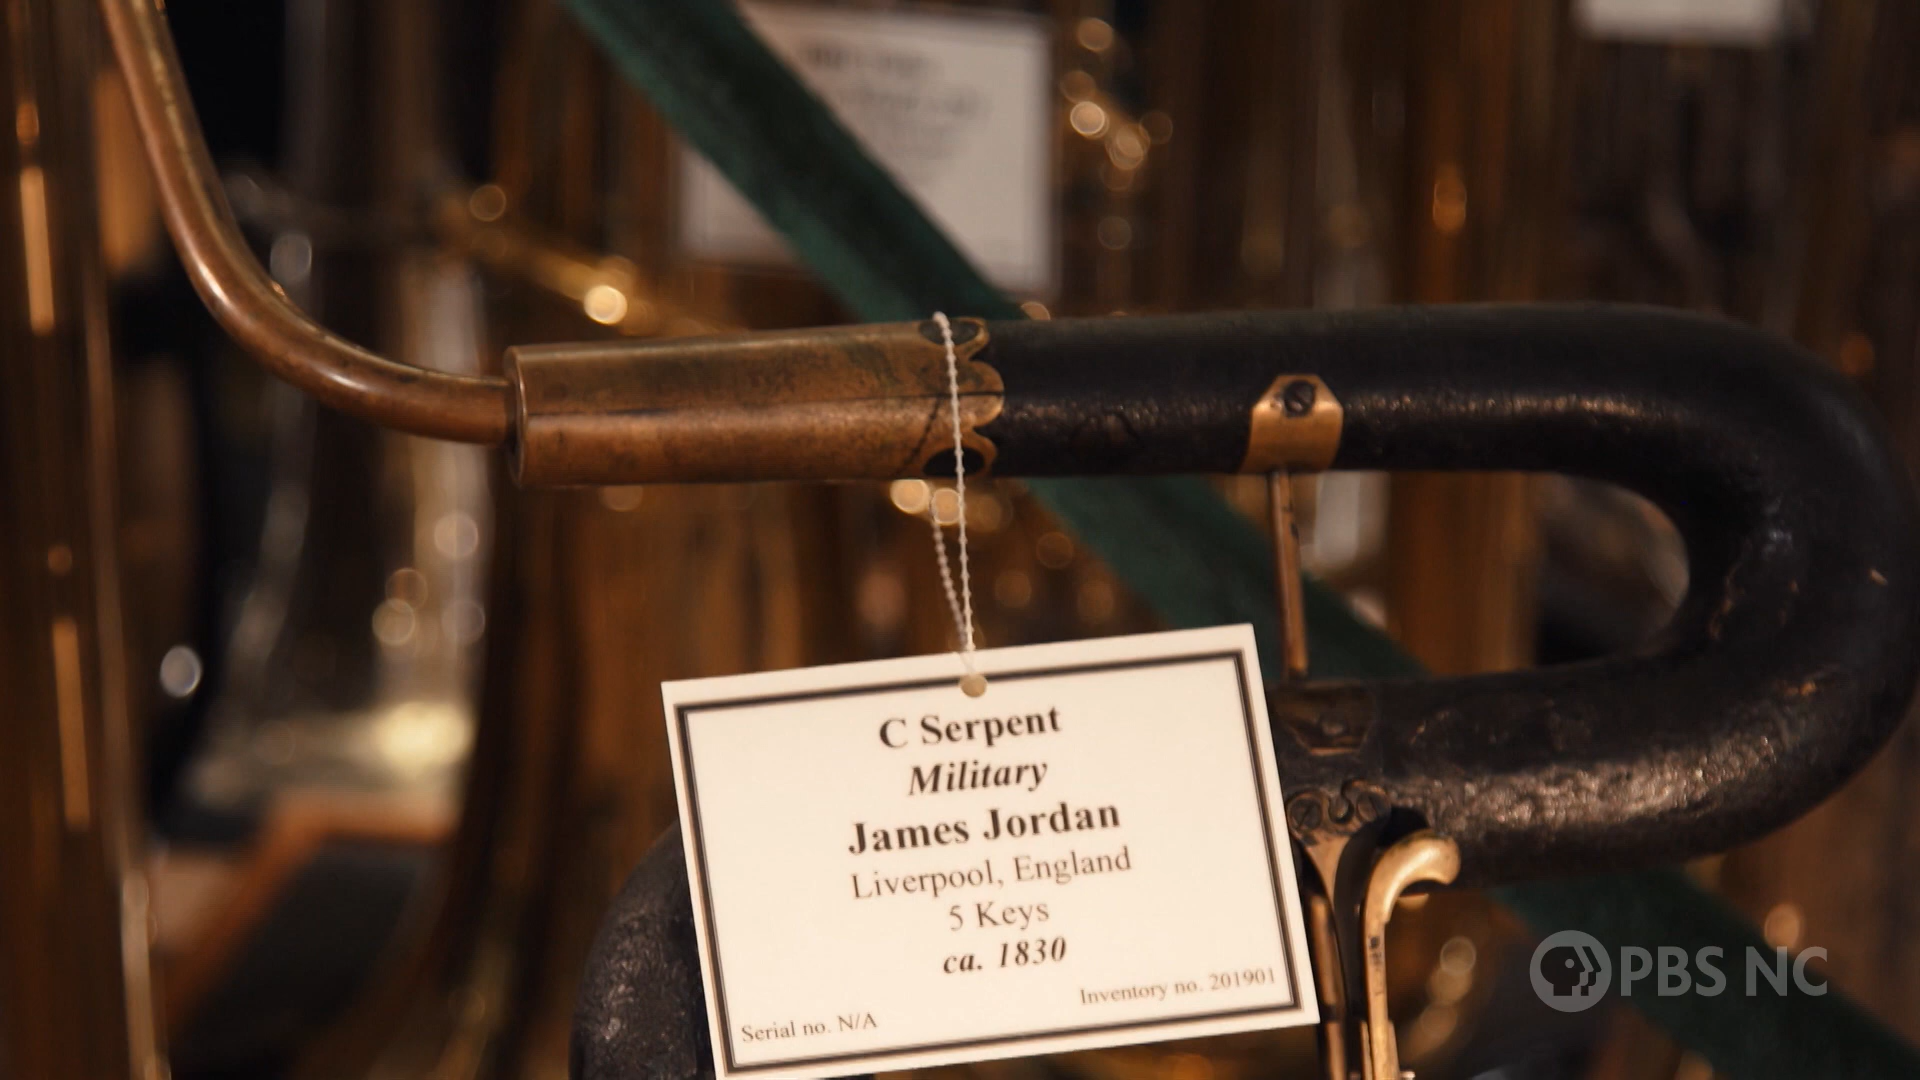 C Serpent
Military
James Jordan
Liverpool, England
5 Keys
ca. 1830
Inventory no. 201901
Serial no. N/A
PBS NC